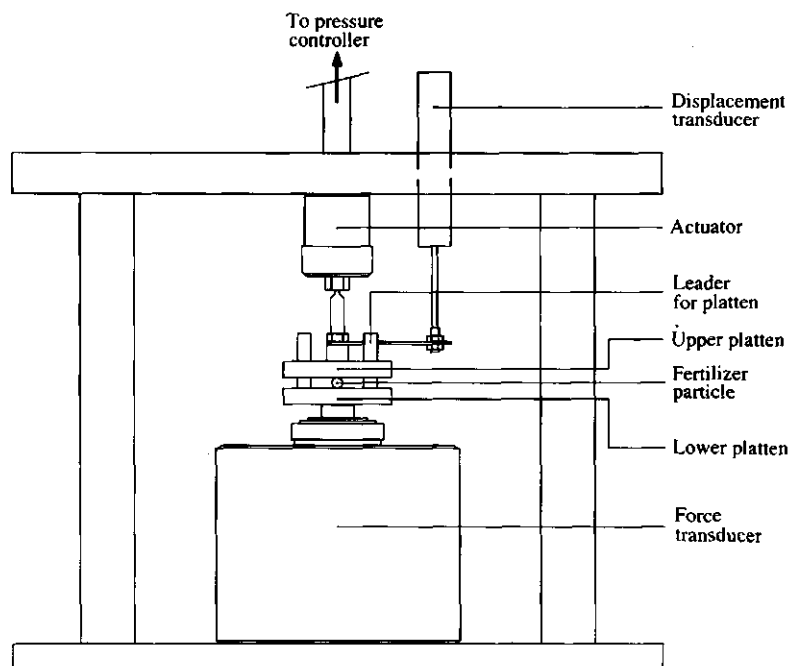 To pressure
controller
Displacement
transducer
Actuator
Leader
for platten
Upper platten
Fertilizer
particle
Lower platten
Force
transducer